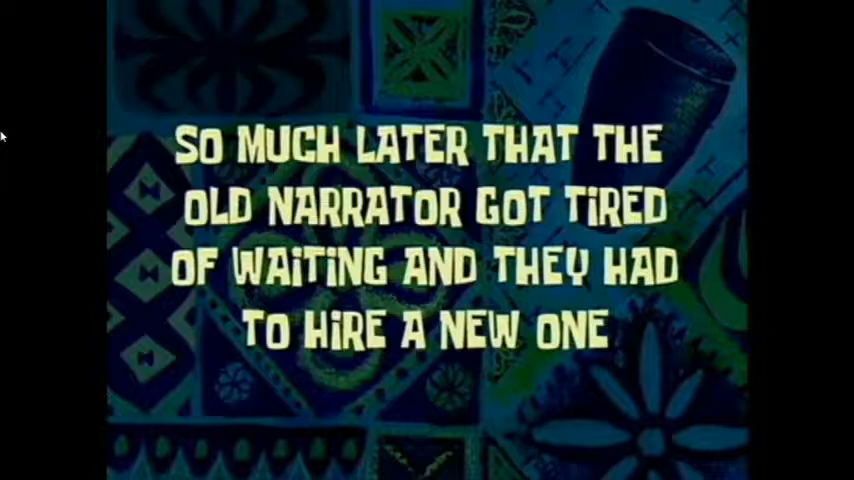 SO MUCH LATER THAT THE
OLD NARRATOR GOT TIRED
OF WAITING AND THEY HAD
TO HIRE A NEW ONE